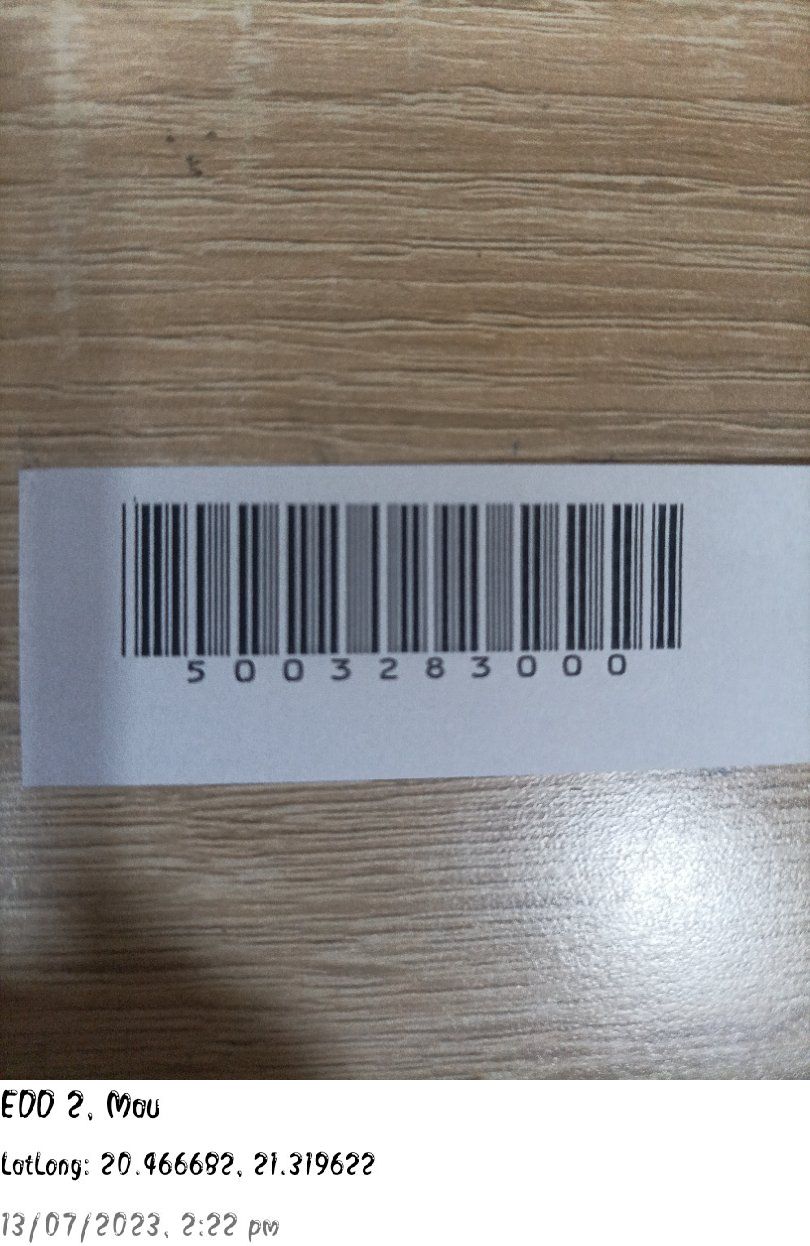 5003283000
EDD 2, Mou
LatLong: 20.466682, 21.319622
13/07/2023, 2:22 pm